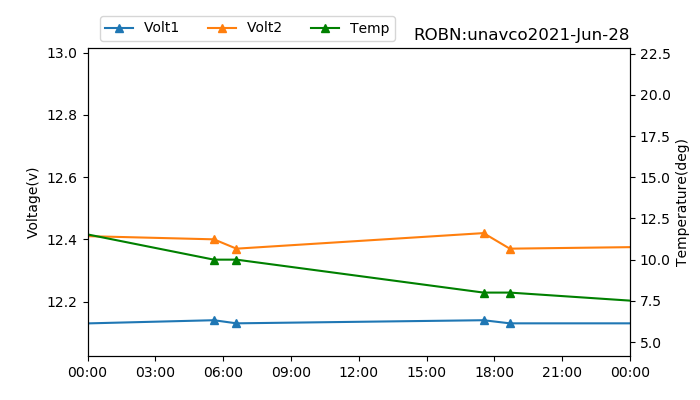 Volt1 Volt2 Temp
ROBN:unavco2021-Jun-28
Voltage(v)
13.0
12.8
12.6
12.4
12.2
22.5
20.0
17.5
15.0
12.5
10.0
7.5
5.0
Temperature(deg)
00:00 03:00 06:00 09:00 12:00 15:00 18:00 21:00 00:00